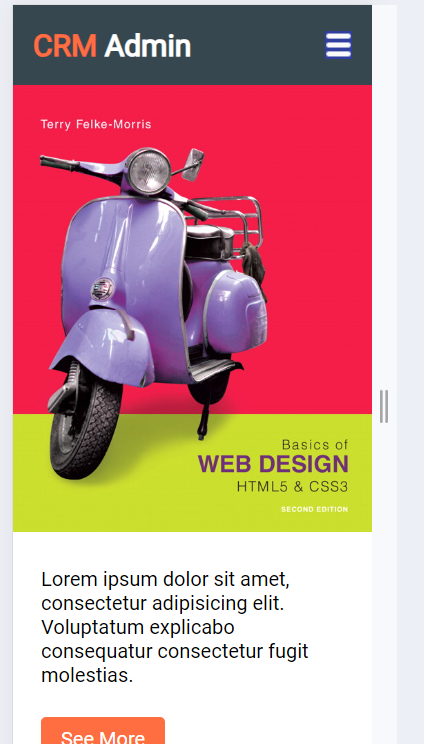 CRM Admin
Terry Felke-Morris
Basics of
WEB DESIGN
HTML5 & CSS3
SECOND EDITION
Lorem ipsum dolor sit amet,
consectetur adipisicing elit.
Voluptatum explicabo
consequatur consectetur fugit
molestias.
See More